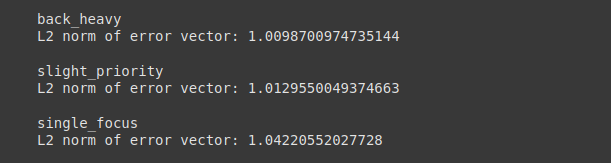 back_heavy
L2 norm of error vector: 1.0098700974735144
slight_priority
L2 norm of error vector: 1.0129550049374663
single_focus
L2 norm of error vector: 1.04220552027728